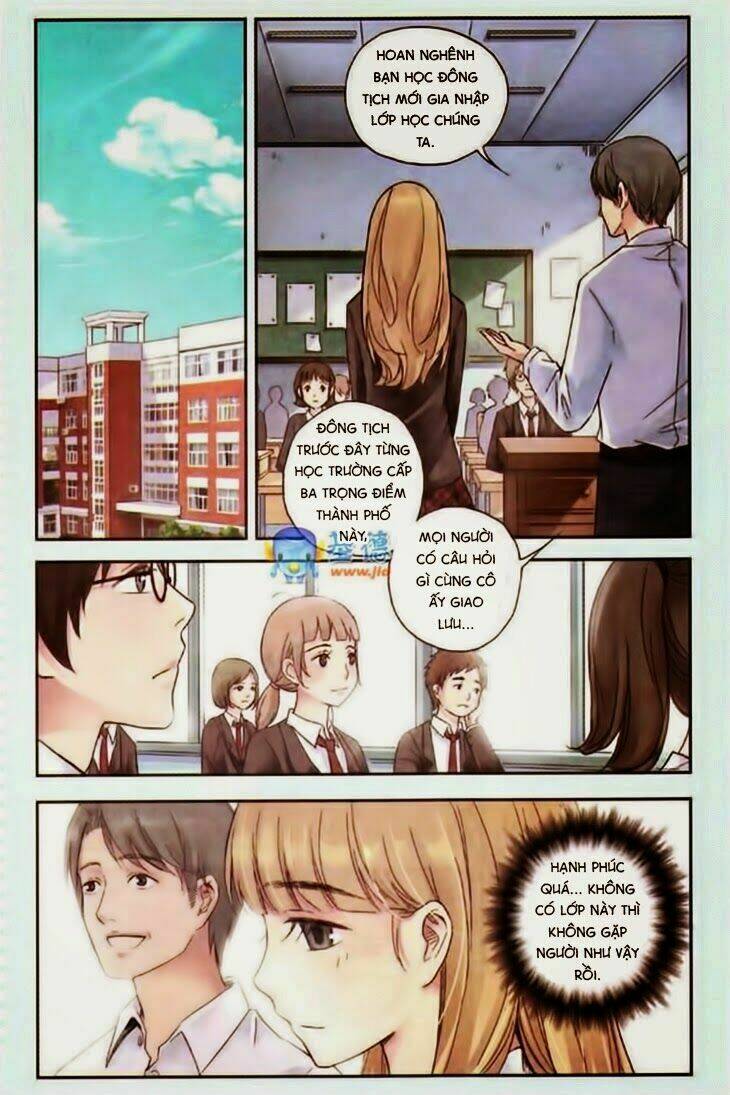 HOAN NGHÊNH
BẠN HỌC ĐÔNG
TỊCH MỚI GIA NHẬP
LỚP HỌC CHÚNG
TA.
ĐÔNG TỊCH
TRƯỚC ĐÂY TỪNG
HỌC TRƯỜNG CẤP
BA TRỌNG ĐIỂM
THÀNH PHỐ
NÀY,
MỌI NGƯỜI
CÓ CÂU HỎI
GÌ CÙNG CÔ
ẤY GIAO
LƯU...
www.jid
HẠNH PHÚC
QUÁ... KHÔNG
CÓ LỚP NÀY THÌ
KHÔNG GẶP
NGƯỜI NHƯ VẬY
RỒI.